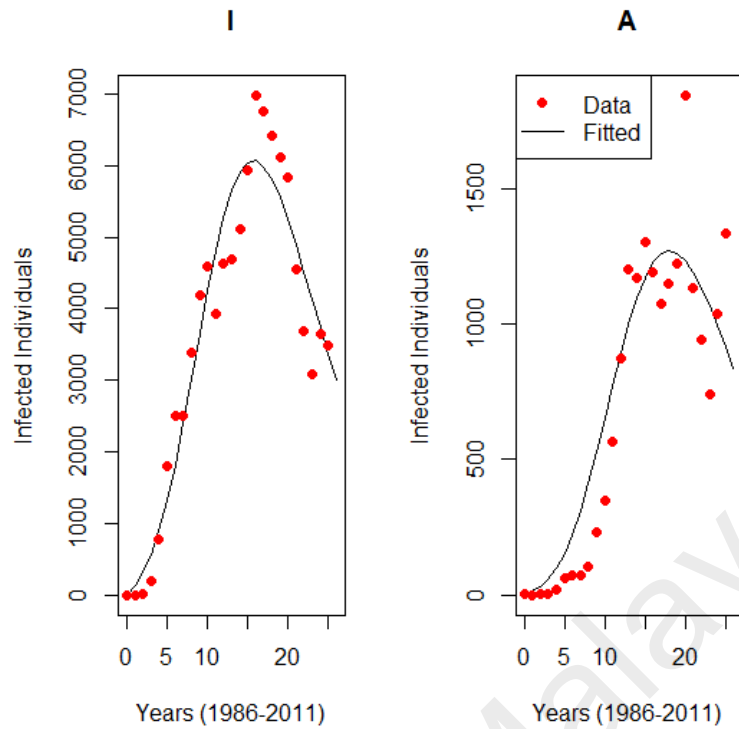 I
A
Infected Individuals
7000
6000
5000
4000
3000
2000
1000
0
0 5 10 20
Years (1986-2011)
Data
Fitted
Infected Individuals
1500
1000
500
0
0 5 10 20
Years (1986-2011)
Malay